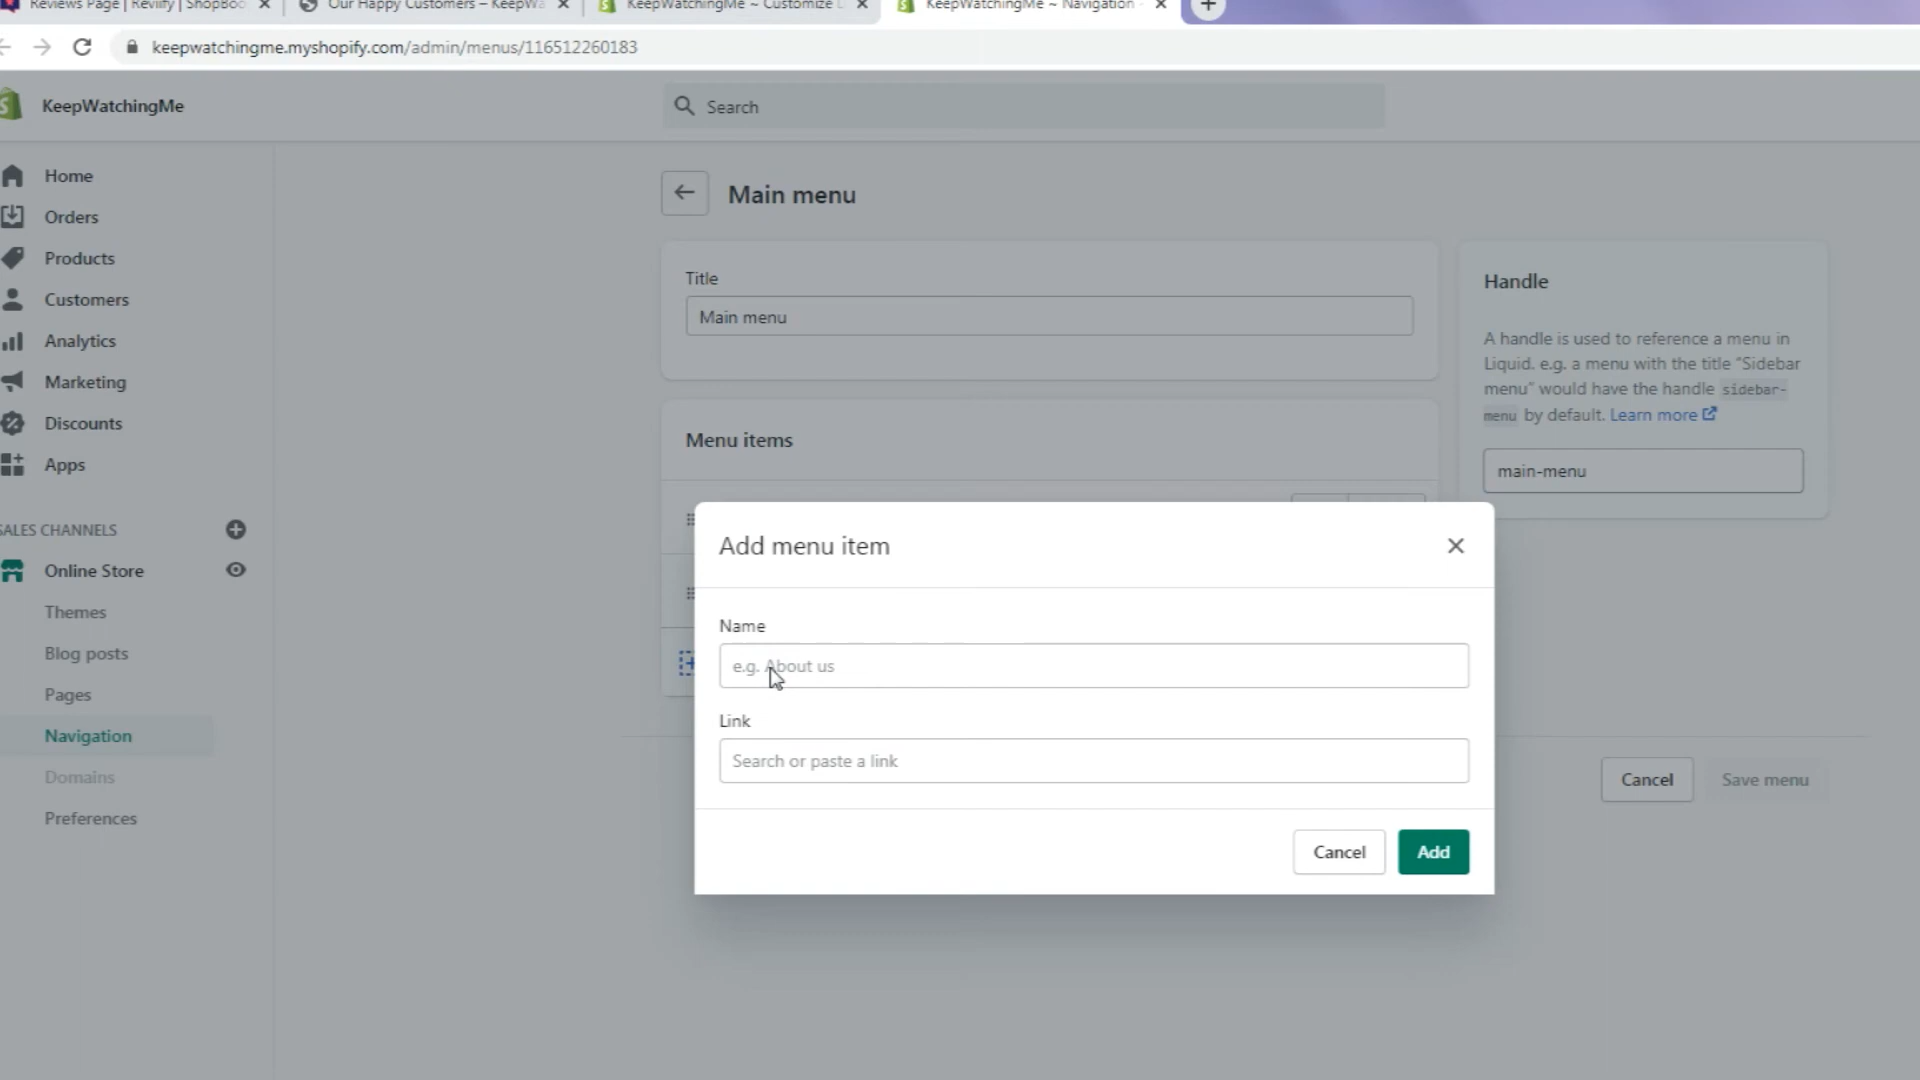 Reviews Page | Reviify | ShopBoo
Our Happy Customers – KeepWa
KeepWatchingMe ~ Customize D
KeepWatchingMe ~ Navigation
keepwatchingme.myshopify.com/admin/menus/116512260183
KeepWatchingMe
Search
Home
Orders
Products
Customers
Analytics
Marketing
Discounts
Apps
SALES CHANNELS
Online Store
Themes
Blog posts
Pages
Navigation
Domains
Preferences
Main menu
Title
Main menu
Menu items
Handle
A handle is used to reference a menu in
Liquid. e.g. a menu with the title “Sidebar
menu” would have the handle sidebar-
menu by default. Learn more
main-menu
Add menu item
Name
e.g. About us
Link
Search or paste a link
Cancel
Add
Cancel
Save menu